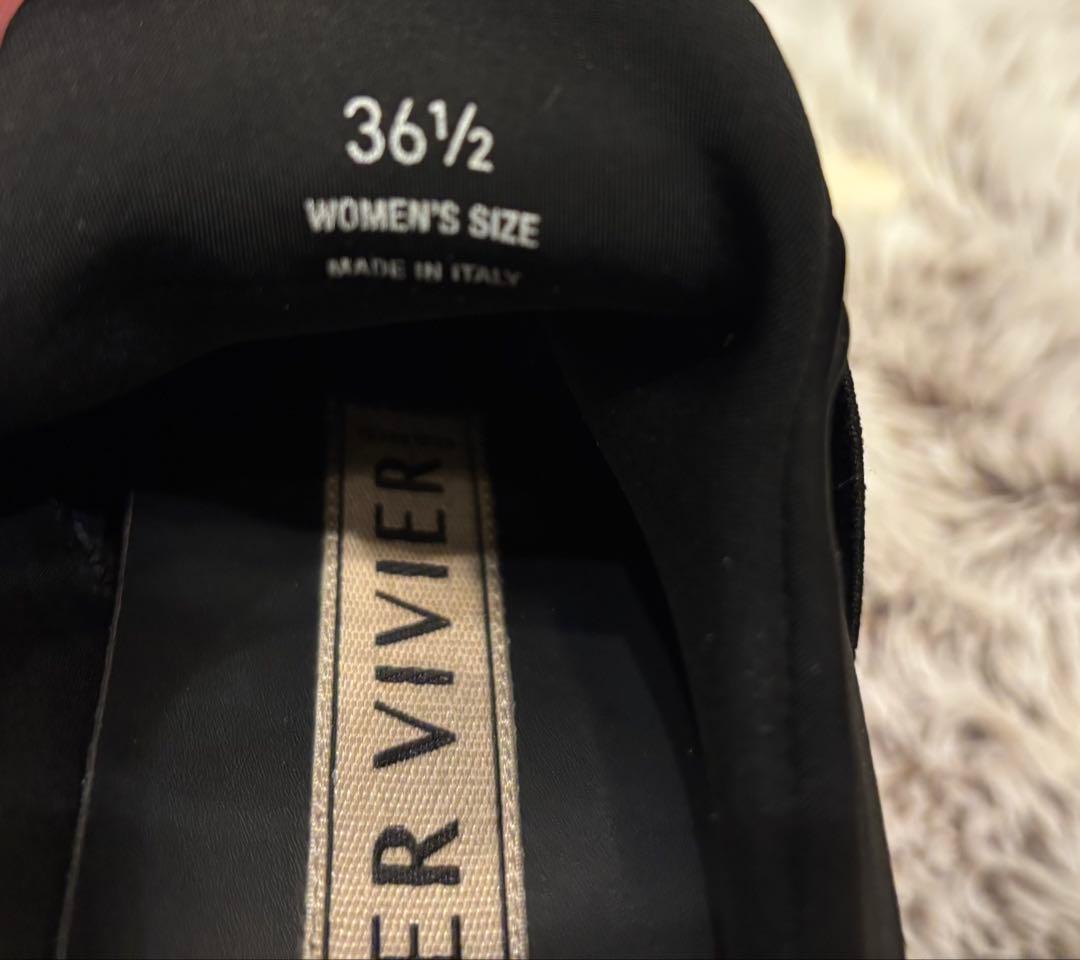 36½
WOMEN'S SIZE
MADE IN ITALY
ER VIVIER